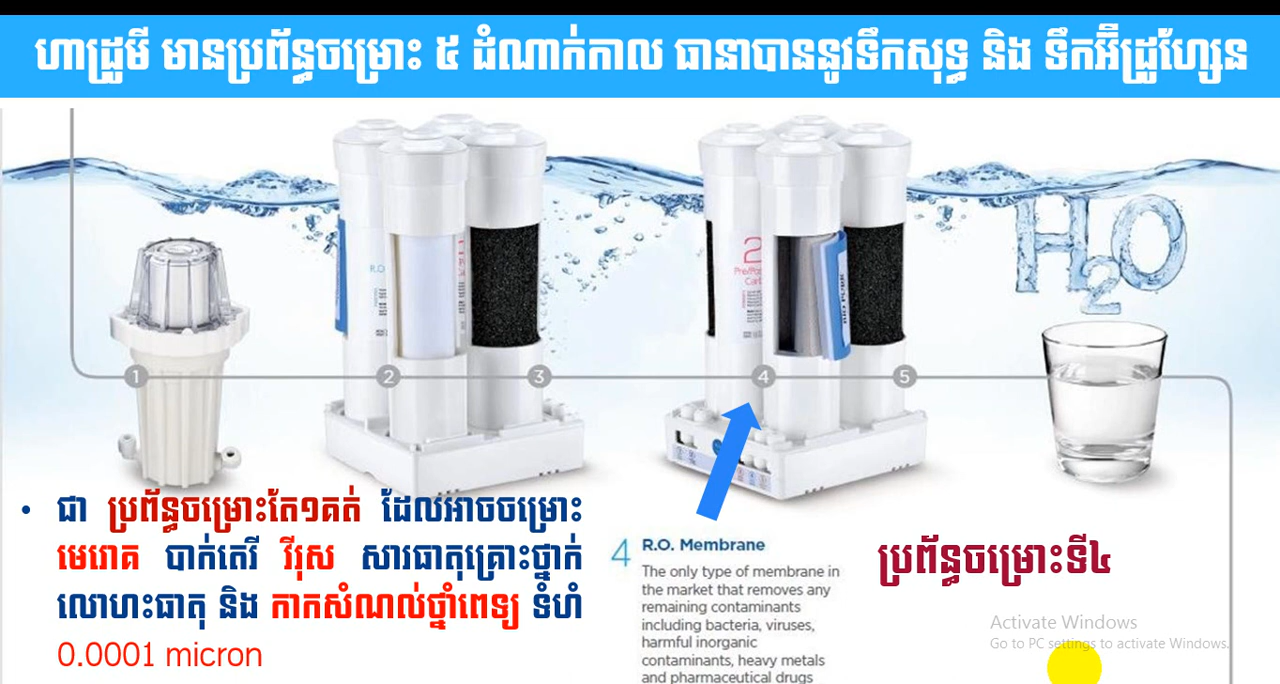 ហាដ្រូមី មានប្រព័ន្ធចម្រោះ ៥ ដំណាក់កាល ធានាបាននូវទឹកសុទ្ធ និង ទឹកអ៊ីដ្រូហ្សែន
H2O
R.O.
2
Pre/Po
Carb
1
2
3
4
5
• ជា ប្រព័ន្ធចម្រោះតែ១គត់ ដែលអាចចម្រោះ
មេរោគ បាក់តេរី វីរុស សារធាតុគ្រោះថ្នាក់
លោហះធាតុ និង កាកសំណល់ថ្នាំពេទ្យ ទំហំ
0.0001 micron
4 R.O. Membrane
The only type of membrane in
the market that removes any
remaining contaminants
including bacteria, viruses,
harmful inorganic
contaminants, heavy metals
and pharmaceutical drugs
ប្រព័ន្ធចម្រោះទី៤
Activate Windows
Go to PC settings to activate Windows.